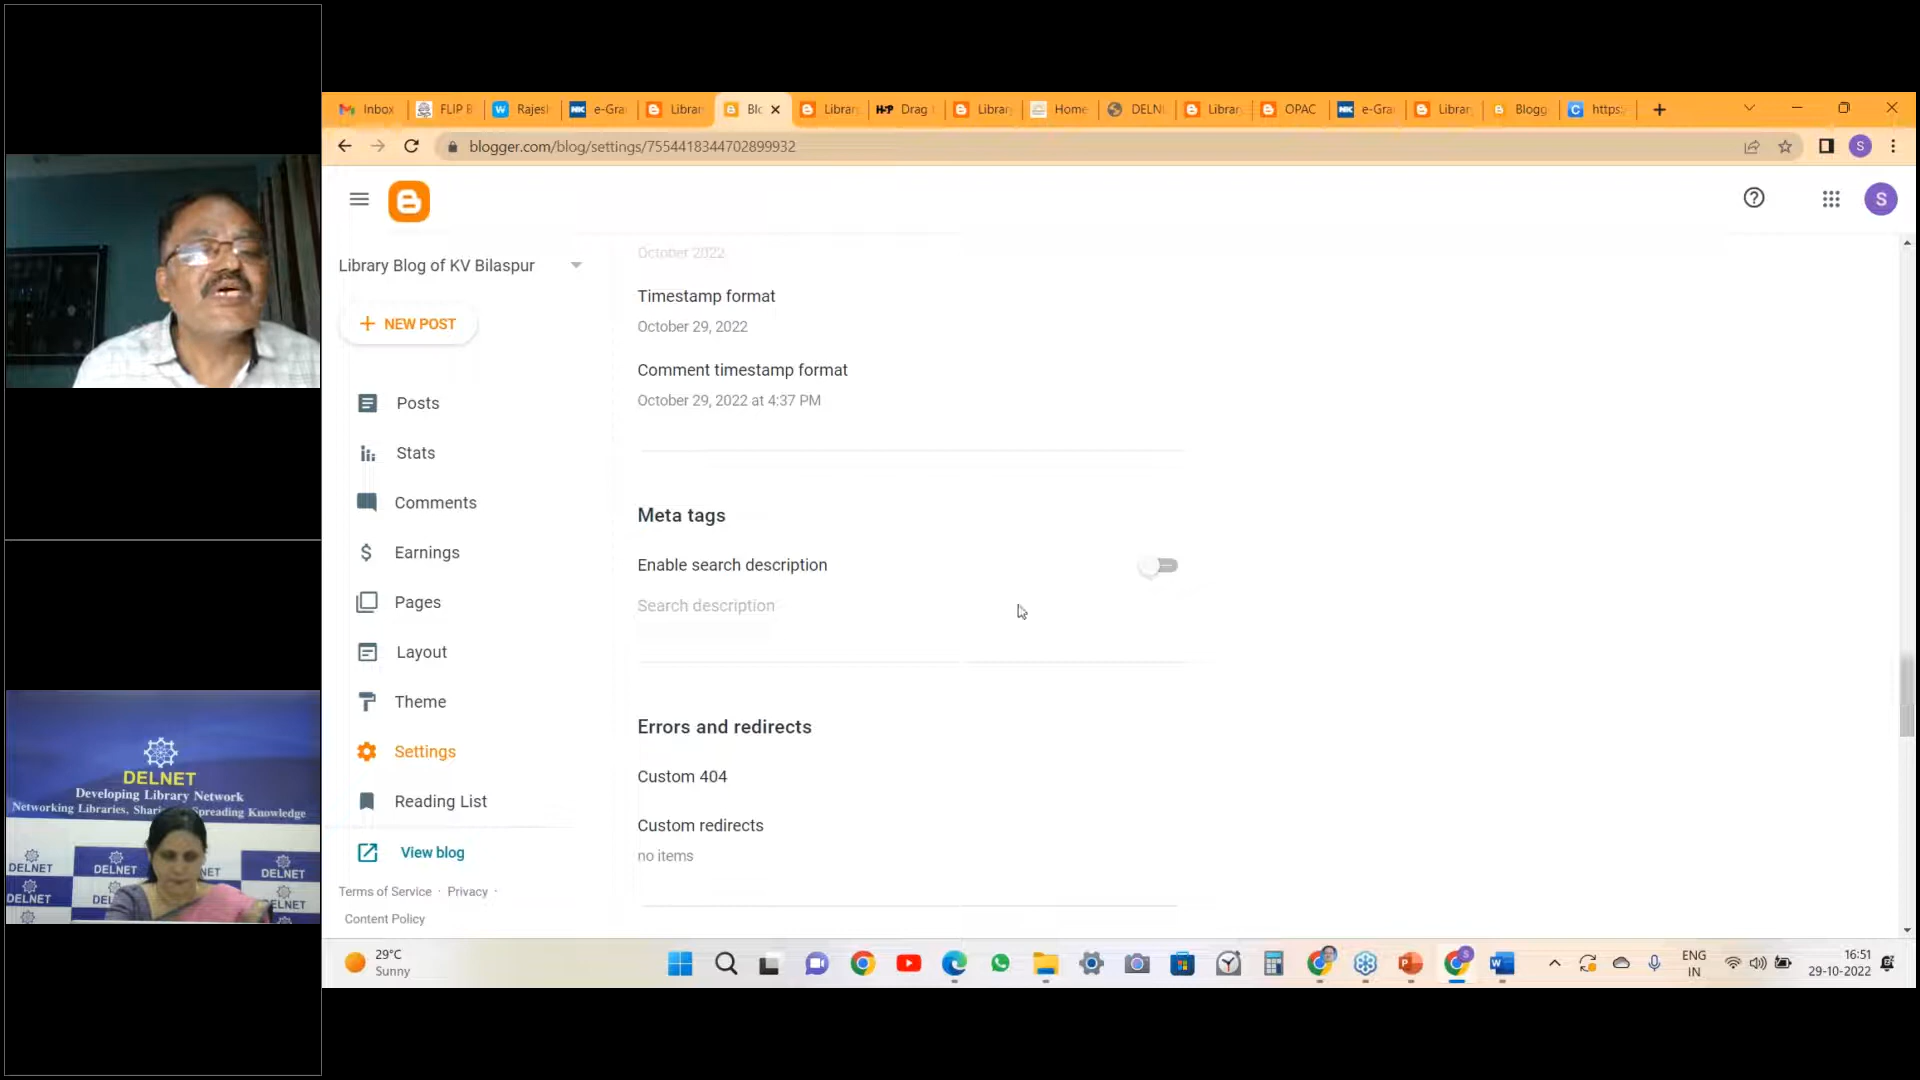 Inbox
FLIP B
Rajes
e-Gra
Librar
Blo
Librar
H-P
Drag
Librar
Home
DELN
Librar
OPAC
e-Gra
Librar
Blogg
https:
blogger.com/blog/settings/7554418344702899932
S
S
Library Blog of KV Bilaspur
NEW POST
Posts
Stats
Comments
Earnings
Pages
Layout
Theme
Settings
Reading List
View blog
Terms of Service · Privacy ·
Content Policy
October 2022
Timestamp format
October 29, 2022
Comment timestamp format
October 29, 2022 at 4:37 PM
Meta tags
Enable search description
Search description
Errors and redirects
Custom 404
Custom redirects
no items
DELNET
Developing Library Network
Networking Libraries, Shari Spreading Knowledge
DELNET
DELNET
NET
DELNET
DELNET
DEL
ELNET
29°C
Sunny
ENG
IN
16:51
29-10-2022